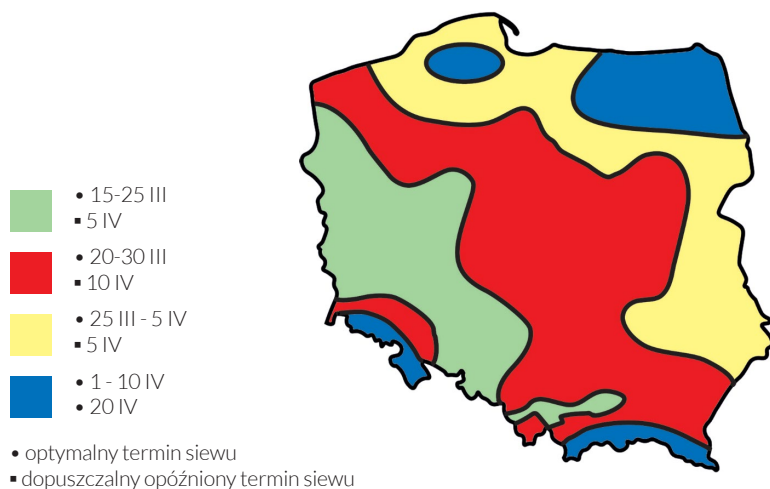 • 15-25 III
▪ 5 IV
• 20-30 III
▪ 10 IV
• 25 III - 5 IV
▪ 5 IV
• 1 - 10 IV
• 20 IV
• optymalny termin siewu
▪ dopuszczalny opóźniony termin siewu